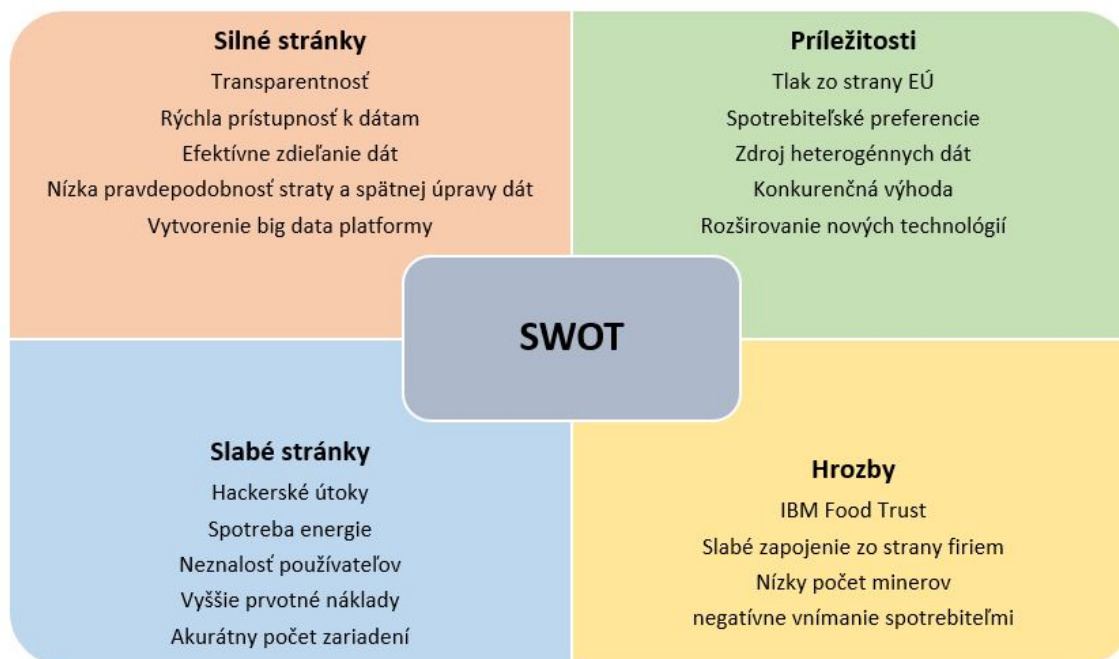 Silné stránky
Transparentnosť
Rýchla prístupnosť k dátam
Efektívne zdieľanie dát
Nízka pravdepodobnosť straty a spätnej úpravy dát
Vytvorenie big data platformy
Príležitosti
Tlak zo strany EÚ
Spotrebiteľské preferencie
Zdroj heterogénnych dát
Konkurenčná výhoda
Rozširovanie nových technológií
SWOT
Slabé stránky
Hackerské útoky
Spotreba energie
Neznalosť používateľov
Vyššie prvotné náklady
Akurátny počet zariadení
Hrozby
IBM Food Trust
Slabé zapojenie zo strany firiem
Nízky počet minerov
negatívne vnímanie spotrebiteľmi